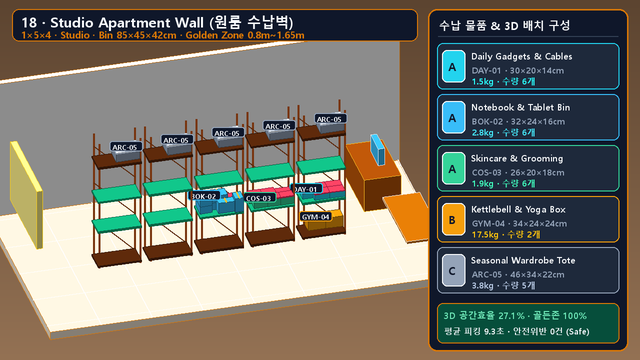 18 · Studio Apartment Wall (원룸 수납벽)
1×5×4 · Studio · Bin 85×45×42cm · Golden Zone 0.8m~1.65m
ARC-05
ARC-05
ARC-05
ARC-05
ARC-05
BOK-02
COS-03
DAY-01
GYM-04
수납 물품 & 3D 배치 구성
A
Daily Gadgets & Cables
DAY-01 · 30×20×14cm
1.5kg · 수량 6개
A
Notebook & Tablet Bin
BOK-02 · 32×24×16cm
2.8kg · 수량 6개
A
Skincare & Grooming
COS-03 · 26×20×18cm
1.9kg · 수량 6개
B
Kettlebell & Yoga Box
GYM-04 · 34×24×24cm
17.5kg · 수량 2개
C
Seasonal Wardrobe Tote
ARC-05 · 46×34×22cm
3.8kg · 수량 5개
3D 공간효율 27.1% · 골든존 100%
평균 피킹 9.3초 · 안전위반 0건 (Safe)